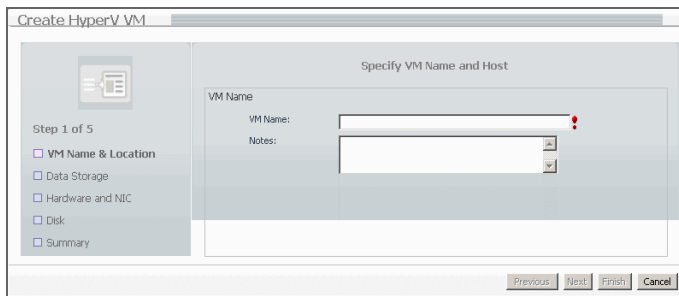 Create HyperV VM
Specify VM Name and Host
Step 1 of 5
VM Name & Location
Data Storage
Hardware and NIC
Disk
Summary
VM Name
VM Name:
Notes:
Previous Next Finish Cancel